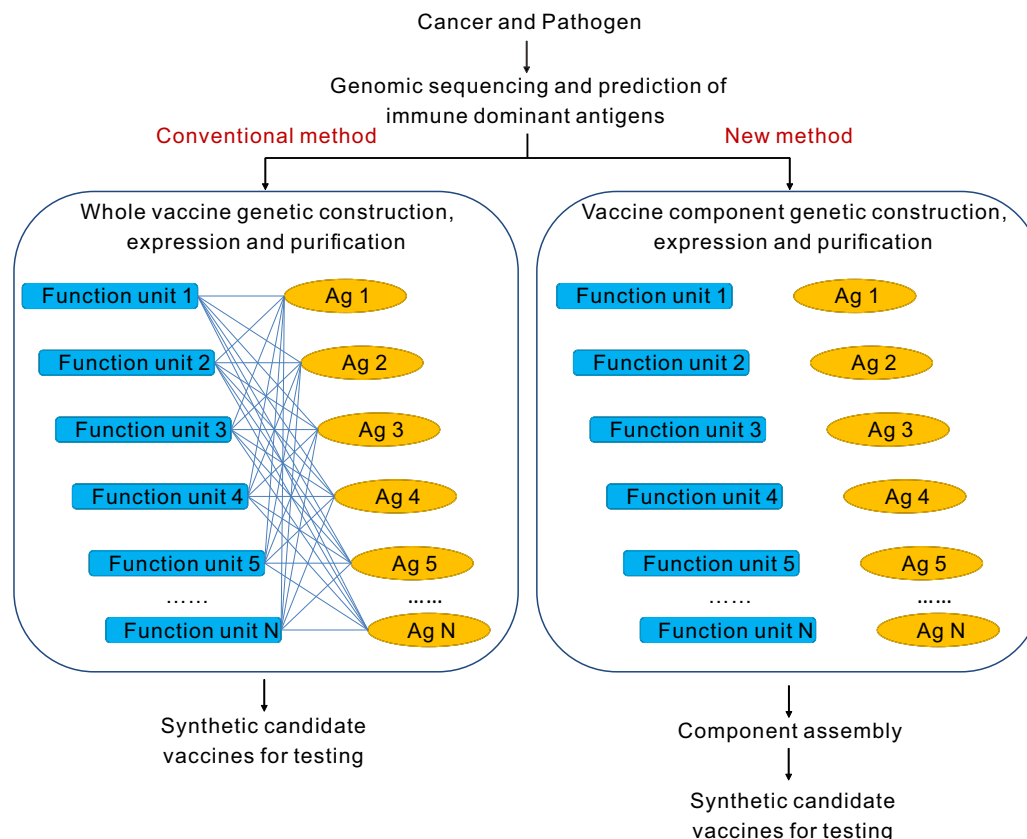 Cancer and Pathogen
Genomic sequencing and prediction of
immune dominant antigens
Conventional method
New method
Whole vaccine genetic construction,
expression and purification
Function unit 1
Ag 1
Function unit 2
Ag 2
Function unit 3
Ag 3
Function unit 4
Ag 4
Function unit 5
Ag 5
......
......
Function unit N
Ag N
Synthetic candidate
vaccines for testing
Vaccine component genetic construction,
expression and purification
Function unit 1
Ag 1
Function unit 2
Ag 2
Function unit 3
Ag 3
Function unit 4
Ag 4
Function unit 5
Ag 5
......
......
Function unit N
Ag N
Component assembly
Synthetic candidate
vaccines for testing